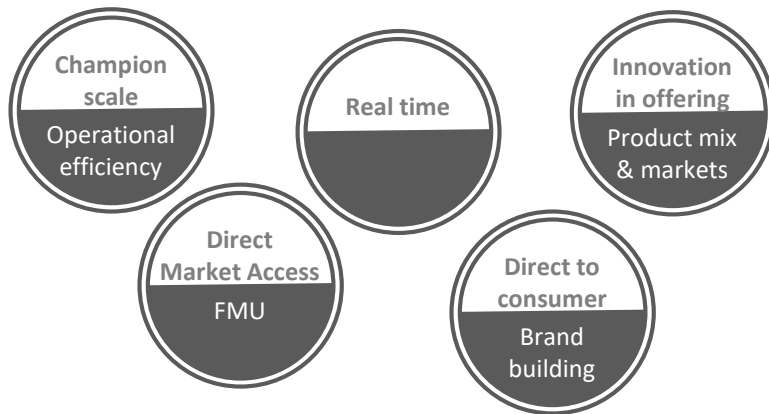 Champion
scale
Operational
efficiency
Real time
Innovation
in offering
Product mix
& markets
Direct
Market Access
FMU
Direct to
consumer
Brand
building